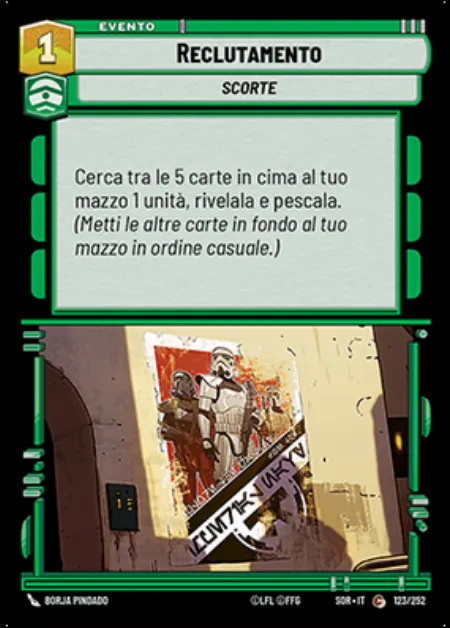 EVENTO
1
RECLUTAMENTO
SCORTE
Cerca tra le 5 carte in cima al tuo
mazzo 1 unità, rivelala e pescala.
(Metti le altre carte in fondo al tuo
mazzo in ordine casuale.)
BORJA PINDADO
©LFL ©FFG
SOR • IT
C
123/252